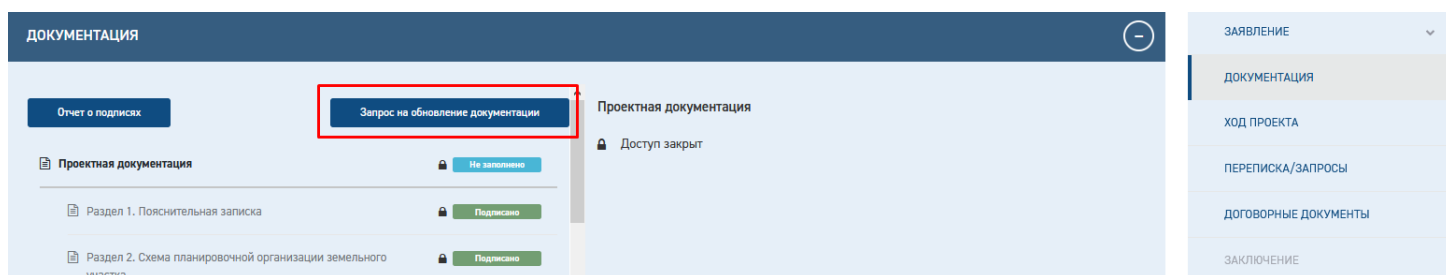 ДОКУМЕНТАЦИЯ
Отчет о подписях
Запрос на обновление документации
Проектная документация
Не заполнено
Раздел 1. Пояснительная записка
Подписано
Раздел 2. Схема планировочной организации земельного
участка
Подписано
Проектная документация
Доступ закрыт
ЗАЯВЛЕНИЕ
ДОКУМЕНТАЦИЯ
ХОД ПРОЕКТА
ПЕРЕПИСКА/ЗАПРОСЫ
ДОГОВОРНЫЕ ДОКУМЕНТЫ
ЗАКЛЮЧЕНИЕ